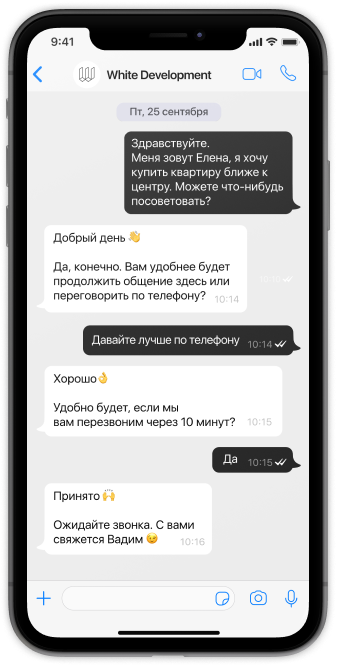 9:41
White Development
Пт, 25 сентября
Здравствуйте.
Меня зовут Елена, я хочу
купить квартиру ближе к
центру. Можете что-нибудь
посоветовать?
10:13
Добрый день 👋
Да, конечно. Вам удобнее будет
продолжить общение здесь или
переговорить по телефону?
10:14
Давайте лучше по телефону 10:14
Хорошо👌
Удобно будет, если мы
вам перезвоним через 10 минут? 10:15
Да 10:15
Принято 🙌
Ожидайте звонка. С вами
свяжется Вадим 😉 10:16